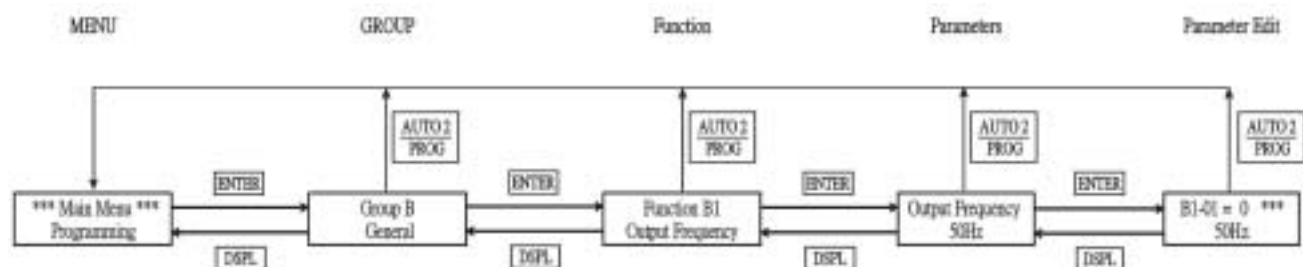 MENU GROUP Function Parameters Parameter Edit
AUTO 2 AUTO 2 AUTO 2 AUTO 2
PROG PROG PROG PROG
ENTER ENTER ENTER ENTER
*** Main Menu *** Group B Function B1 Output Frequency B1-01 = 0 ***
Programming General Output Frequency 50Hz 50Hz
DSPL DSPL DSPL DSPL